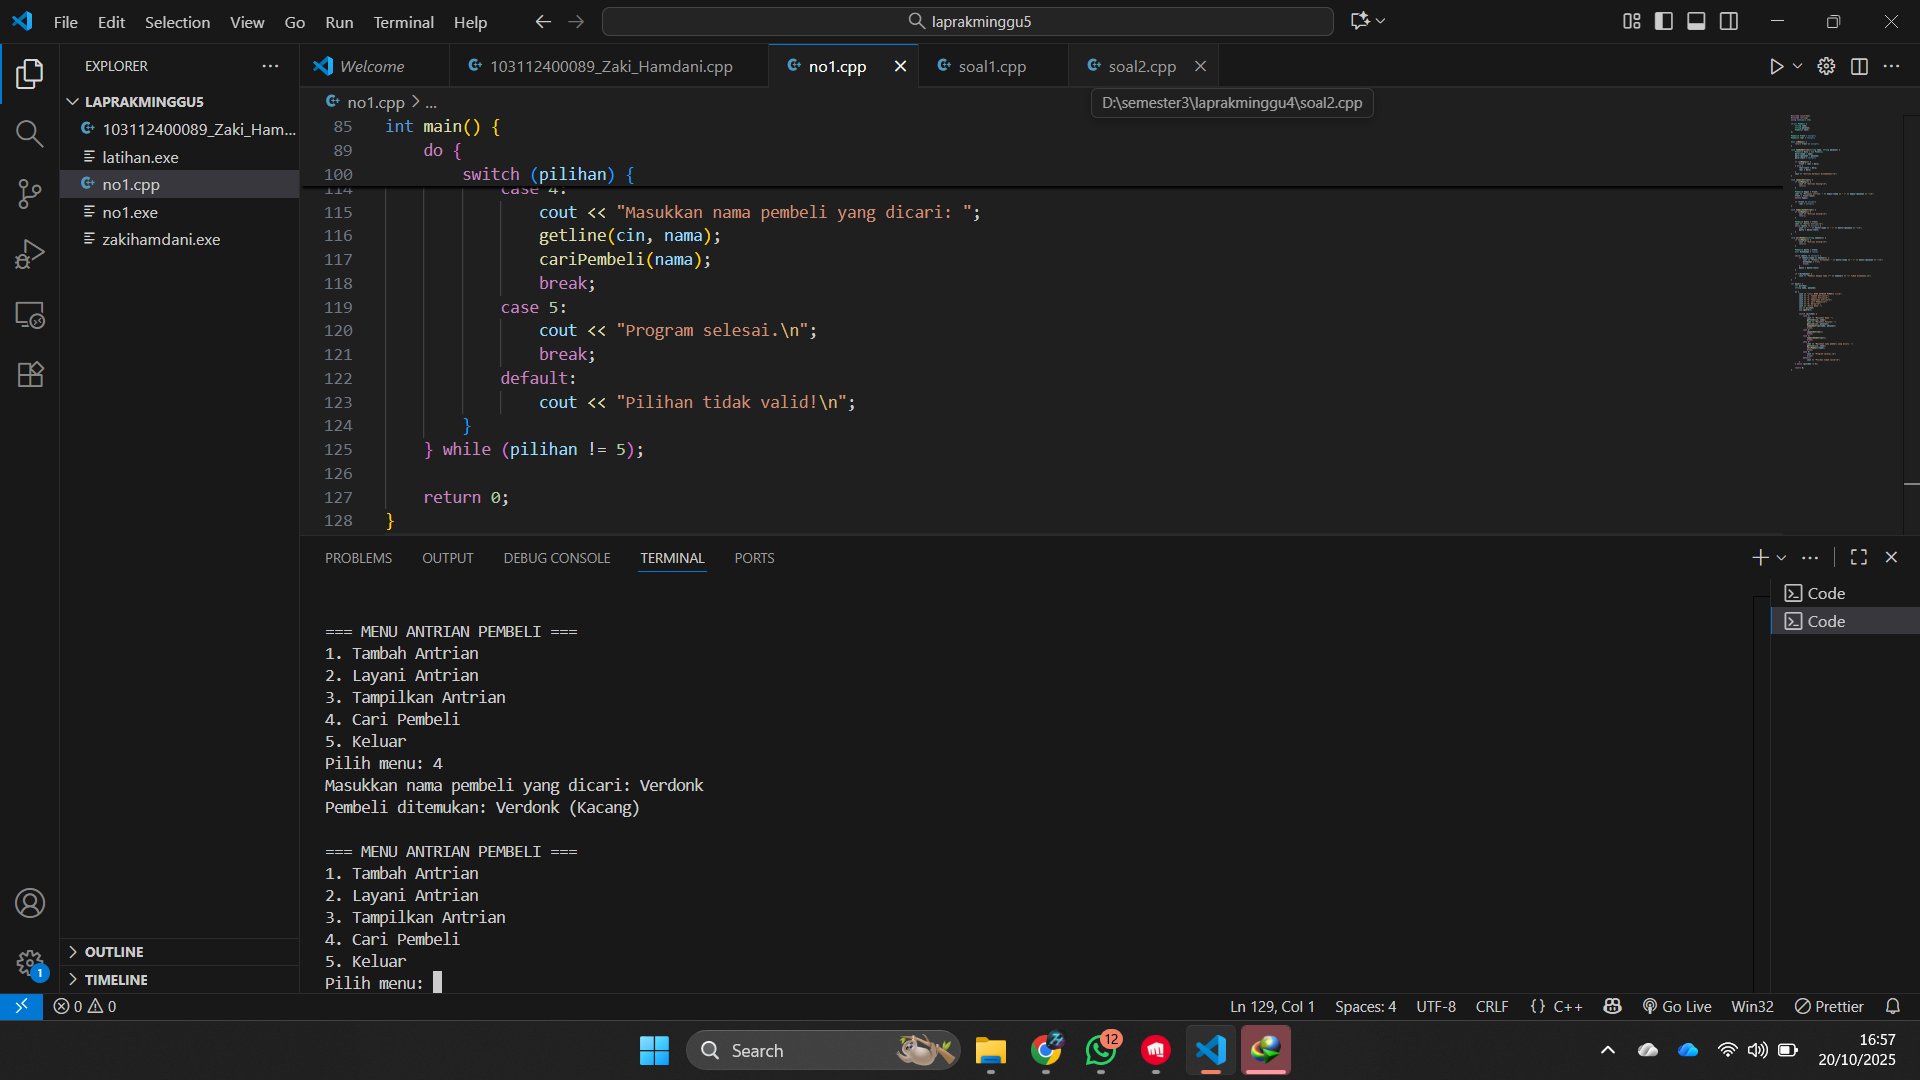 File Edit Selection View Go Run Terminal Help
laprakminggu5
EXPLORER
Welcome
103112400089_Zaki_Hamdani.cpp
no1.cpp
soal1.cpp
soal2.cpp
LAPRAKMINGGU5
103112400089_Zaki_Ham...
latihan.exe
no1.cpp
no1.exe
zakihamdani.exe
OUTLINE
TIMELINE
no1.cpp > ...
D:\semester3\laprakminggu4\soal2.cpp
85 int main() {
89 do {
100 switch (pilihan) {
114 case 4:
115 cout << "Masukkan nama pembeli yang dicari: ";
116 getline(cin, nama);
117 cariPembeli(nama);
118 break;
119 case 5:
120 cout << "Program selesai.\n";
121 break;
122 default:
123 cout << "Pilihan tidak valid!\n";
124 }
125 } while (pilihan != 5);
126
127 return 0;
128 }
PROBLEMS OUTPUT DEBUG CONSOLE TERMINAL PORTS
Code
Code
=== MENU ANTRIAN PEMBELI ===
1. Tambah Antrian
2. Layani Antrian
3. Tampilkan Antrian
4. Cari Pembeli
5. Keluar
Pilih menu: 4
Masukkan nama pembeli yang dicari: Verdonk
Pembeli ditemukan: Verdonk (Kacang)
=== MENU ANTRIAN PEMBELI ===
1. Tambah Antrian
2. Layani Antrian
3. Tampilkan Antrian
4. Cari Pembeli
5. Keluar
Pilih menu:
1
0 0
Ln 129, Col 1 Spaces: 4 UTF-8 CRLF {} C++ Go Live Win32 Prettier
Search
12
16:57
20/10/2025